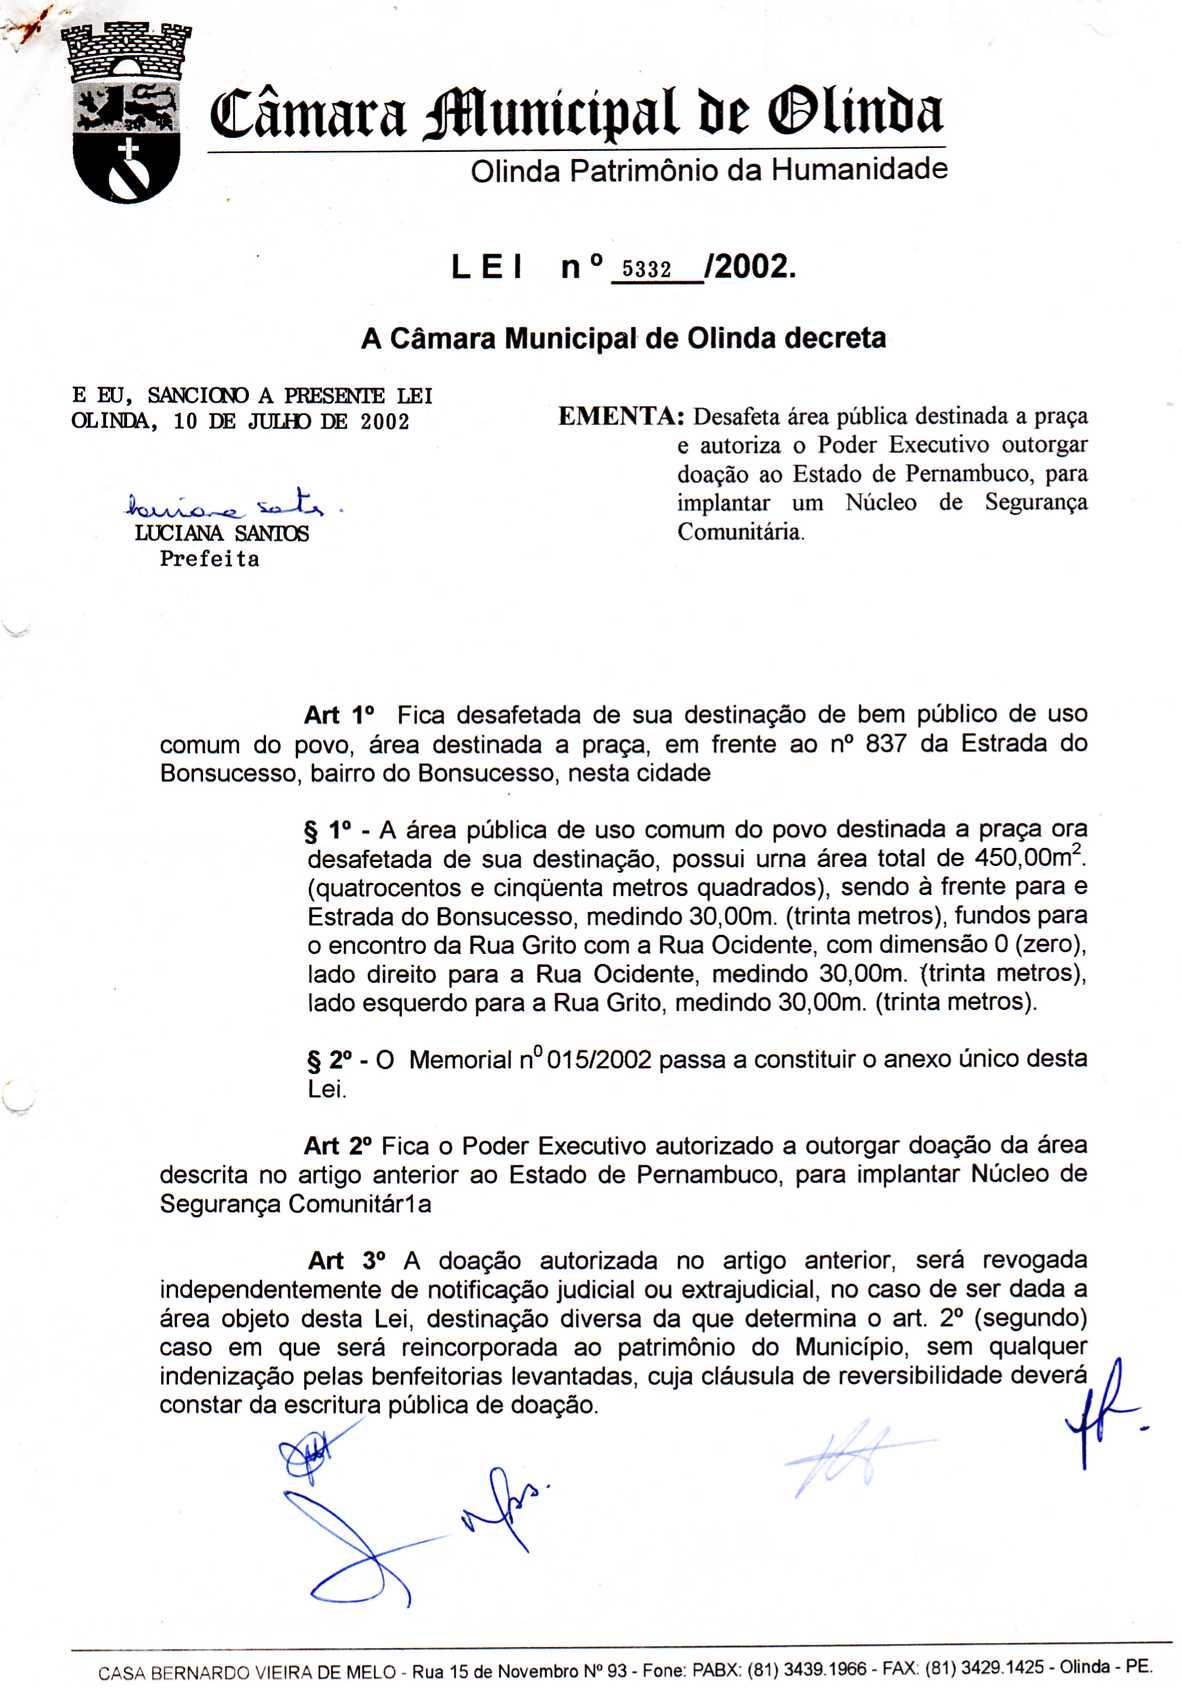 Câmara Municipal de Olinda
Olinda Patrimônio da Humanidade
LEI nº 5332 /2002.
A Câmara Municipal de Olinda decreta
E EU, SANCIONO A PRESENTE LEI
OLINDA, 10 DE JULHO DE 2002
Luciana Santos.
LUCIANA SANTOS
Prefeita
EMENTA: Desafeta área pública destinada a praça
e autoriza o Poder Executivo outorgar
doação ao Estado de Pernambuco, para
implantar um Núcleo de Segurança
Comunitária.
Art 1º Fica desafetada de sua destinação de bem público de uso
comum do povo, área destinada a praça, em frente ao nº 837 da Estrada do
Bonsucesso, bairro do Bonsucesso, nesta cidade
§ 1º - A área pública de uso comum do povo destinada a praça ora
desafetada de sua destinação, possui urna área total de 450,00m².
(quatrocentos e cinqüenta metros quadrados), sendo à frente para e
Estrada do Bonsucesso, medindo 30,00m. (trinta metros), fundos para
o encontro da Rua Grito com a Rua Ocidente, com dimensão 0 (zero),
lado direito para a Rua Ocidente, medindo 30,00m. (trinta metros),
lado esquerdo para a Rua Grito, medindo 30,00m. (trinta metros).
§ 2º - O Memorial nº 015/2002 passa a constituir o anexo único desta
Lei.
Art 2º Fica o Poder Executivo autorizado a outorgar doação da área
descrita no artigo anterior ao Estado de Pernambuco, para implantar Núcleo de
Segurança Comunitár1a
Art 3º A doação autorizada no artigo anterior, será revogada
independentemente de notificação judicial ou extrajudicial, no caso de ser dada a
área objeto desta Lei, destinação diversa da que determina o art. 2º (segundo)
caso em que será reincorporada ao patrimônio do Município, sem qualquer
indenização pelas benfeitorias levantadas, cuja cláusula de reversibilidade deverá
constar da escritura pública de doação.
CASA BERNARDO VIEIRA DE MELO - Rua 15 de Novembro Nº 93 - Fone: PABX: (81) 3439.1966 - FAX: (81) 3429.1425 - Olinda - PE.